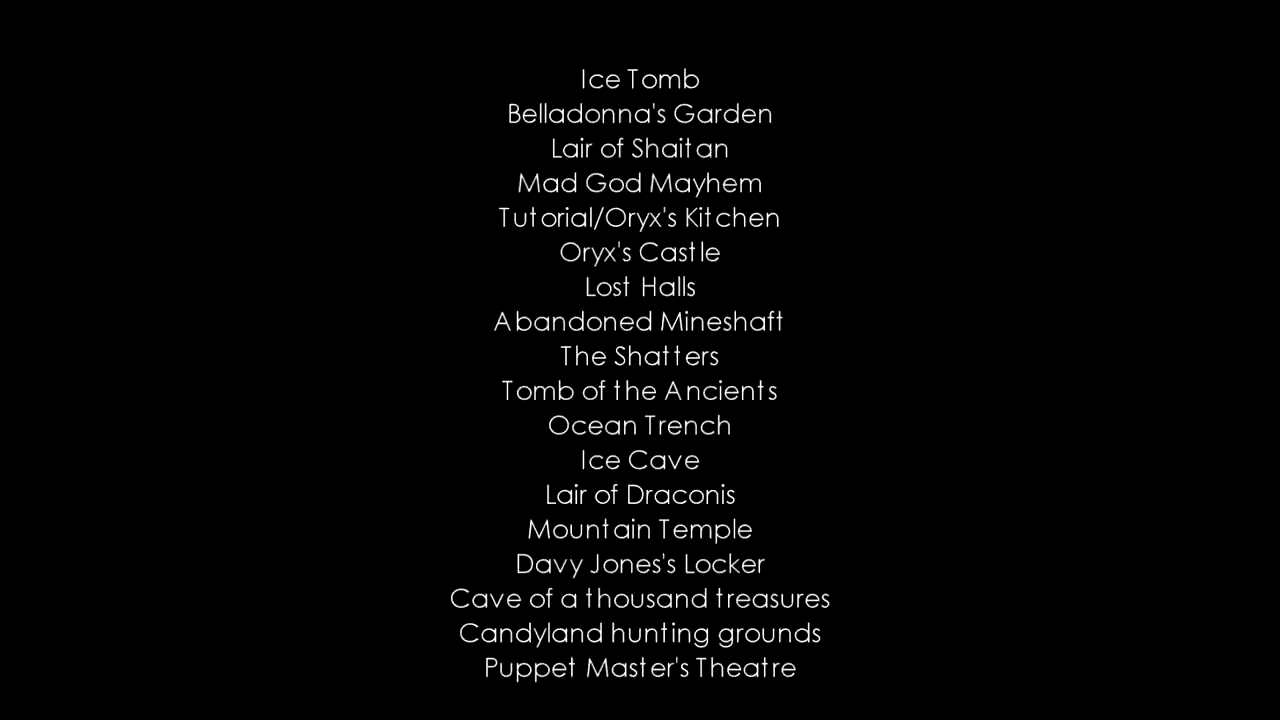 Ice Tomb
Belladonna's Garden
Lair of Shaitan
Mad God Mayhem
Tutorial/Oryx's Kitchen
Oryx's Castle
Lost Halls
Abandoned Mineshaft
The Shatters
Tomb of the Ancients
Ocean Trench
Ice Cave
Lair of Draconis
Mountain Temple
Davy Jones's Locker
Cave of a thousand treasures
Candyland hunting grounds
Puppet Master's Theatre